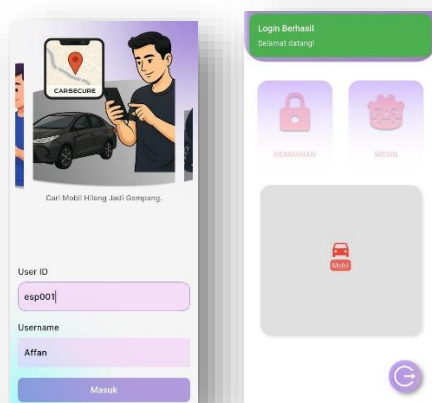 CARSECURE
Cari Mobil Hilang Jadi Gampang.
User ID
esp001
Username
Affan
Masuk
Login Berhasil
Selamat datang!
KEAMANAN
MESIN
Mobil